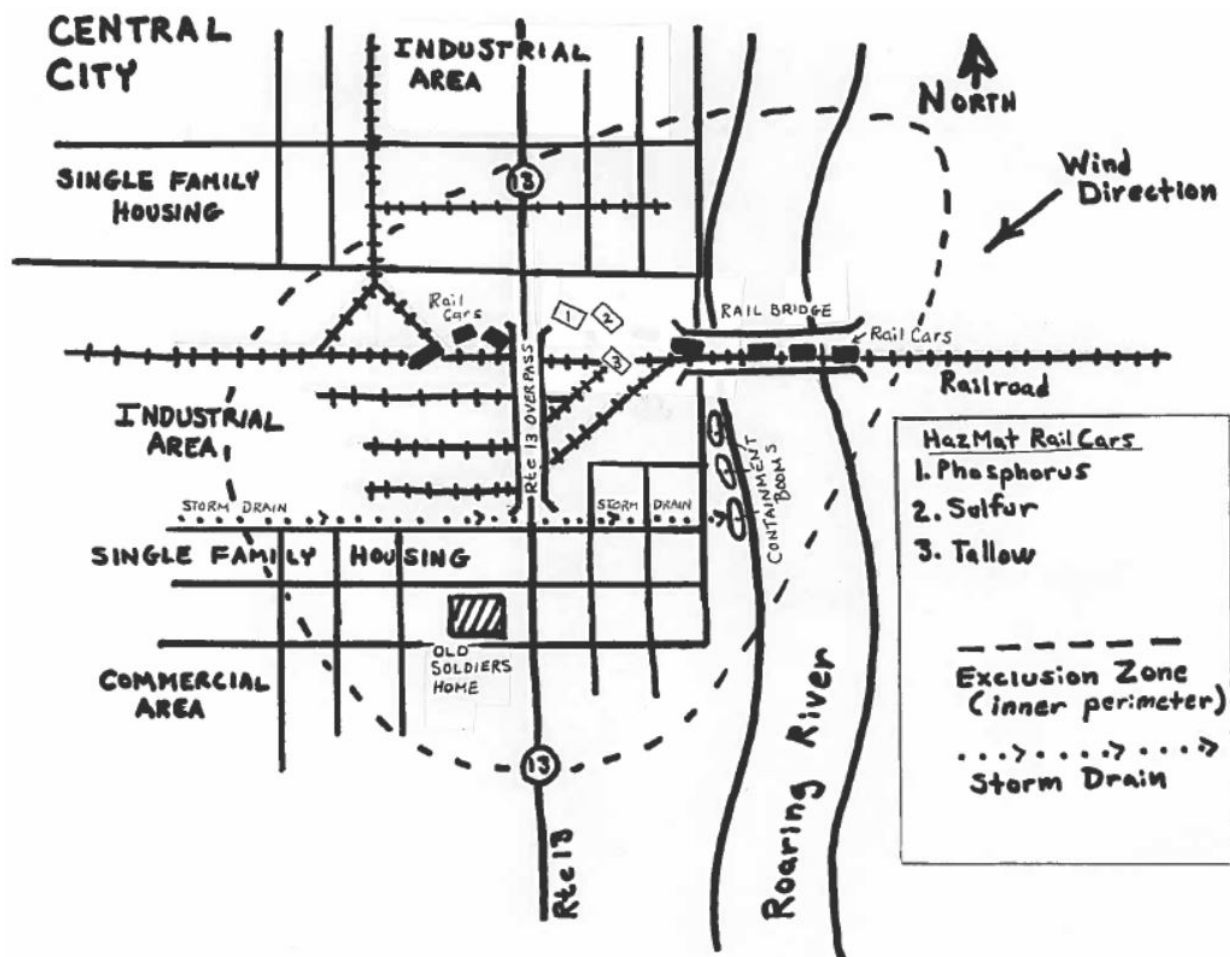 CENTRAL
CITY
INDUSTRIAL
AREA
NORTH
Wind
Direction
SINGLE FAMILY
HOUSING
13
Rail
Cars
1
2
3
RAIL BRIDGE
Rail Cars
Railroad
Rte 13 OVERPASS
INDUSTRIAL
AREA
CONTAINMENT
BOOMS
STORM DRAIN
STORM DRAIN
SINGLE FAMILY HOUSING
OLD
SOLDIERS
HOME
COMMERCIAL
AREA
13
Rte 13
Roaring River
HazMat Rail Cars
1. Phosphorus
2. Sulfur
3. Tallow
Exclusion Zone
(inner perimeter)
Storm Drain